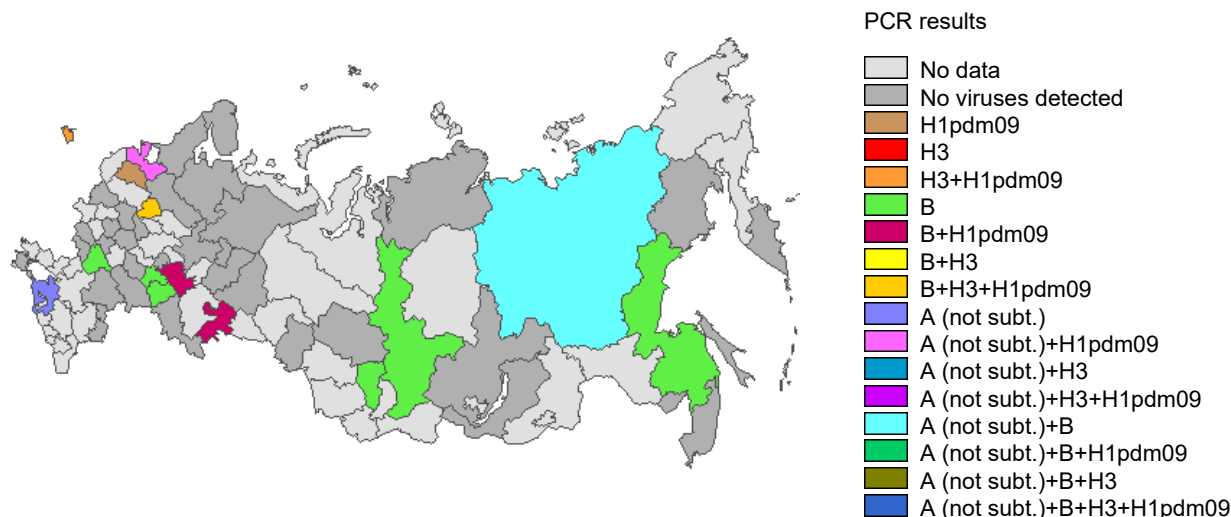 PCR results
No data
No viruses detected
H1pdm09
H3
H3+H1pdm09
B
B+H1pdm09
B+H3
B+H3+H1pdm09
A (not subt.)
A (not subt.)+H1pdm09
A (not subt.)+H3
A (not subt.)+H3+H1pdm09
A (not subt.)+B
A (not subt.)+B+H1pdm09
A (not subt.)+B+H3
A (not subt.)+B+H3+H1pdm09